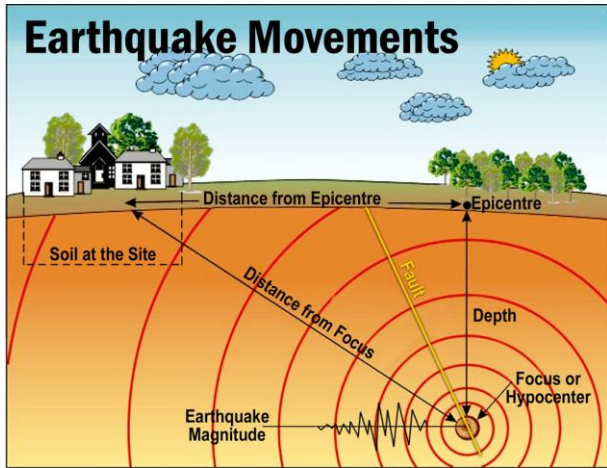 Earthquake Movements
Distance from Epicentre
Epicentre
Soil at the Site
Distance from Focus
Fault
Depth
Focus or
Hypocenter
Earthquake
Magnitude